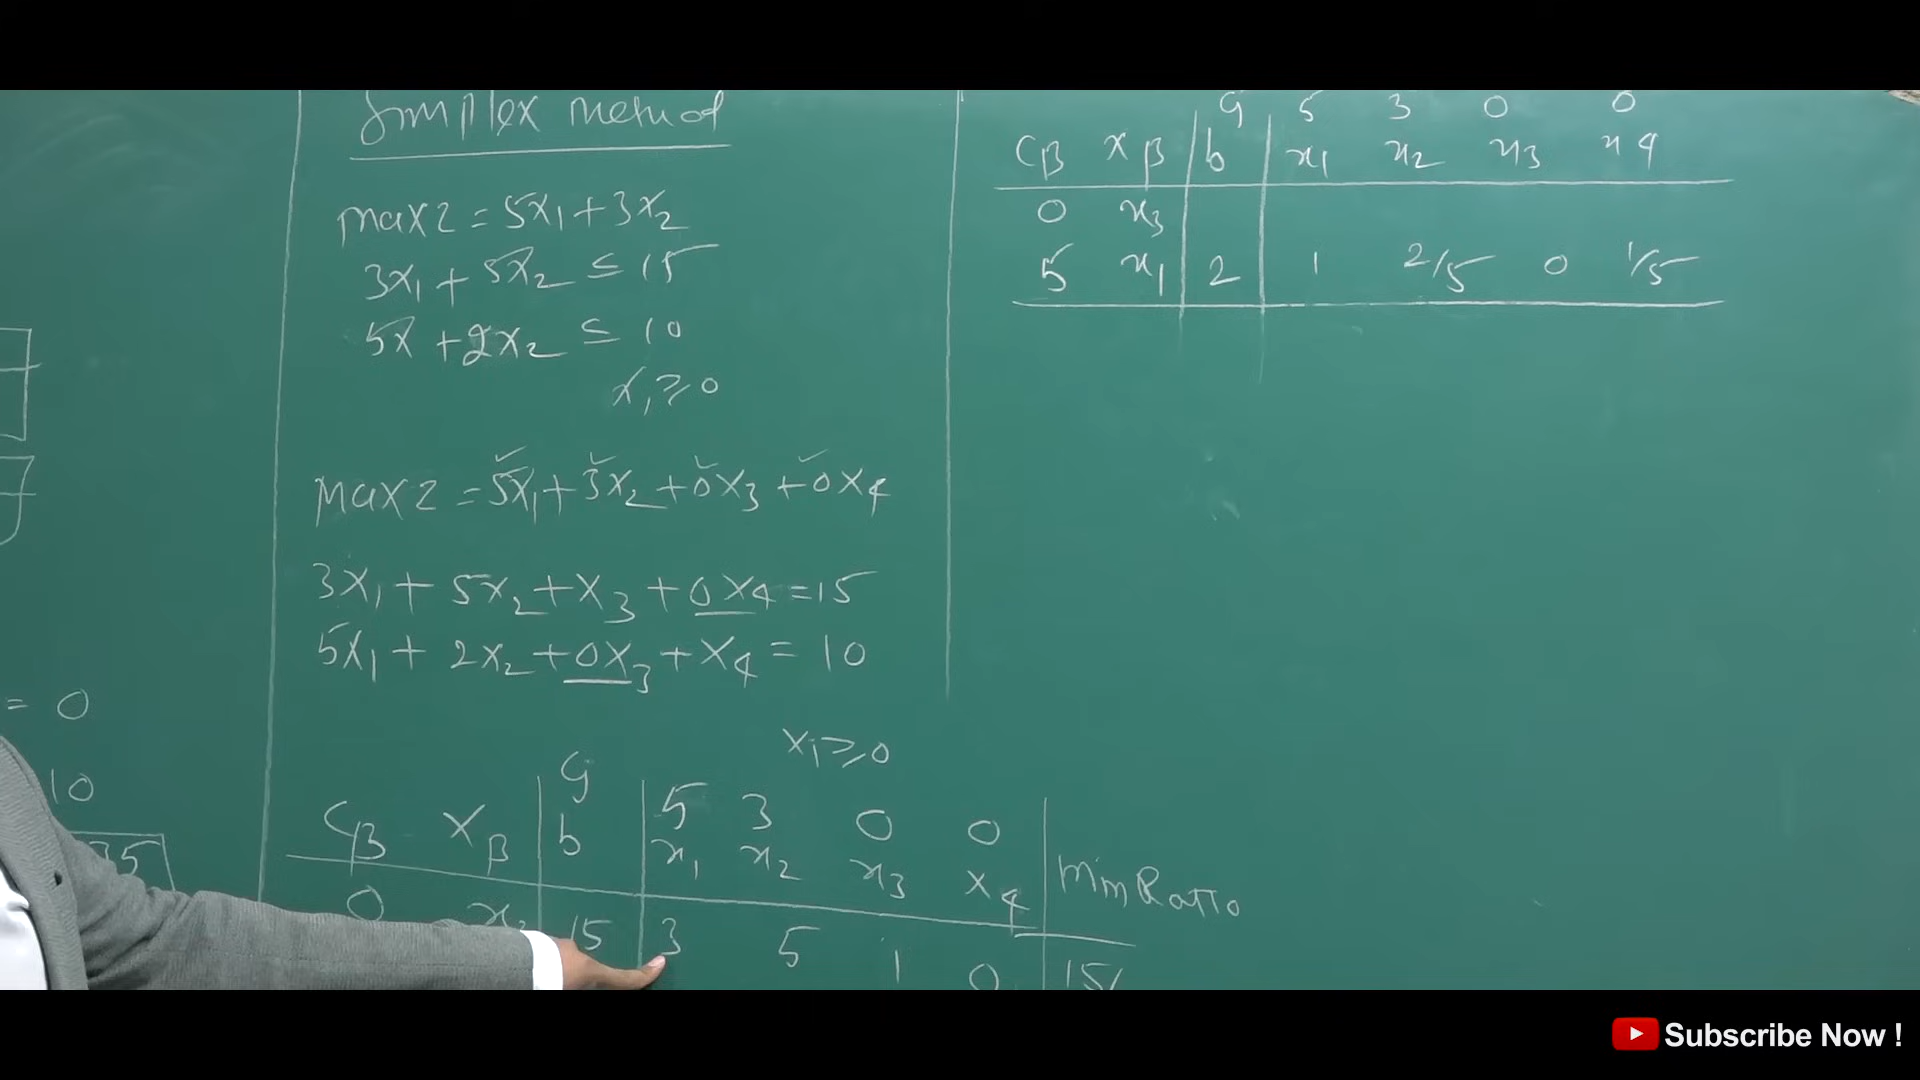 Simplex method
max z = 5x1 + 3x2
3x1 + 5x2 ≤ 15
5x + 2x2 ≤ 10
xi ≥ 0
max z = 5x1 + 3x2 + 0x3 + 0x4
3x1 + 5x2 + x3 + 0x4 = 15
5x1 + 2x2 + 0x3 + x4 = 10
xi ≥ 0
Cj 5 3 0 0
CB XB b x1 x2 x3 x4 Min Ratio
0 15 3 5 1 0 15/
Cj 5 3 0 0
CB XB b x1 x2 x3 x4
0 x3
5 x1 2 1 2/5 0 1/5
= 0
10
35
Subscribe Now !